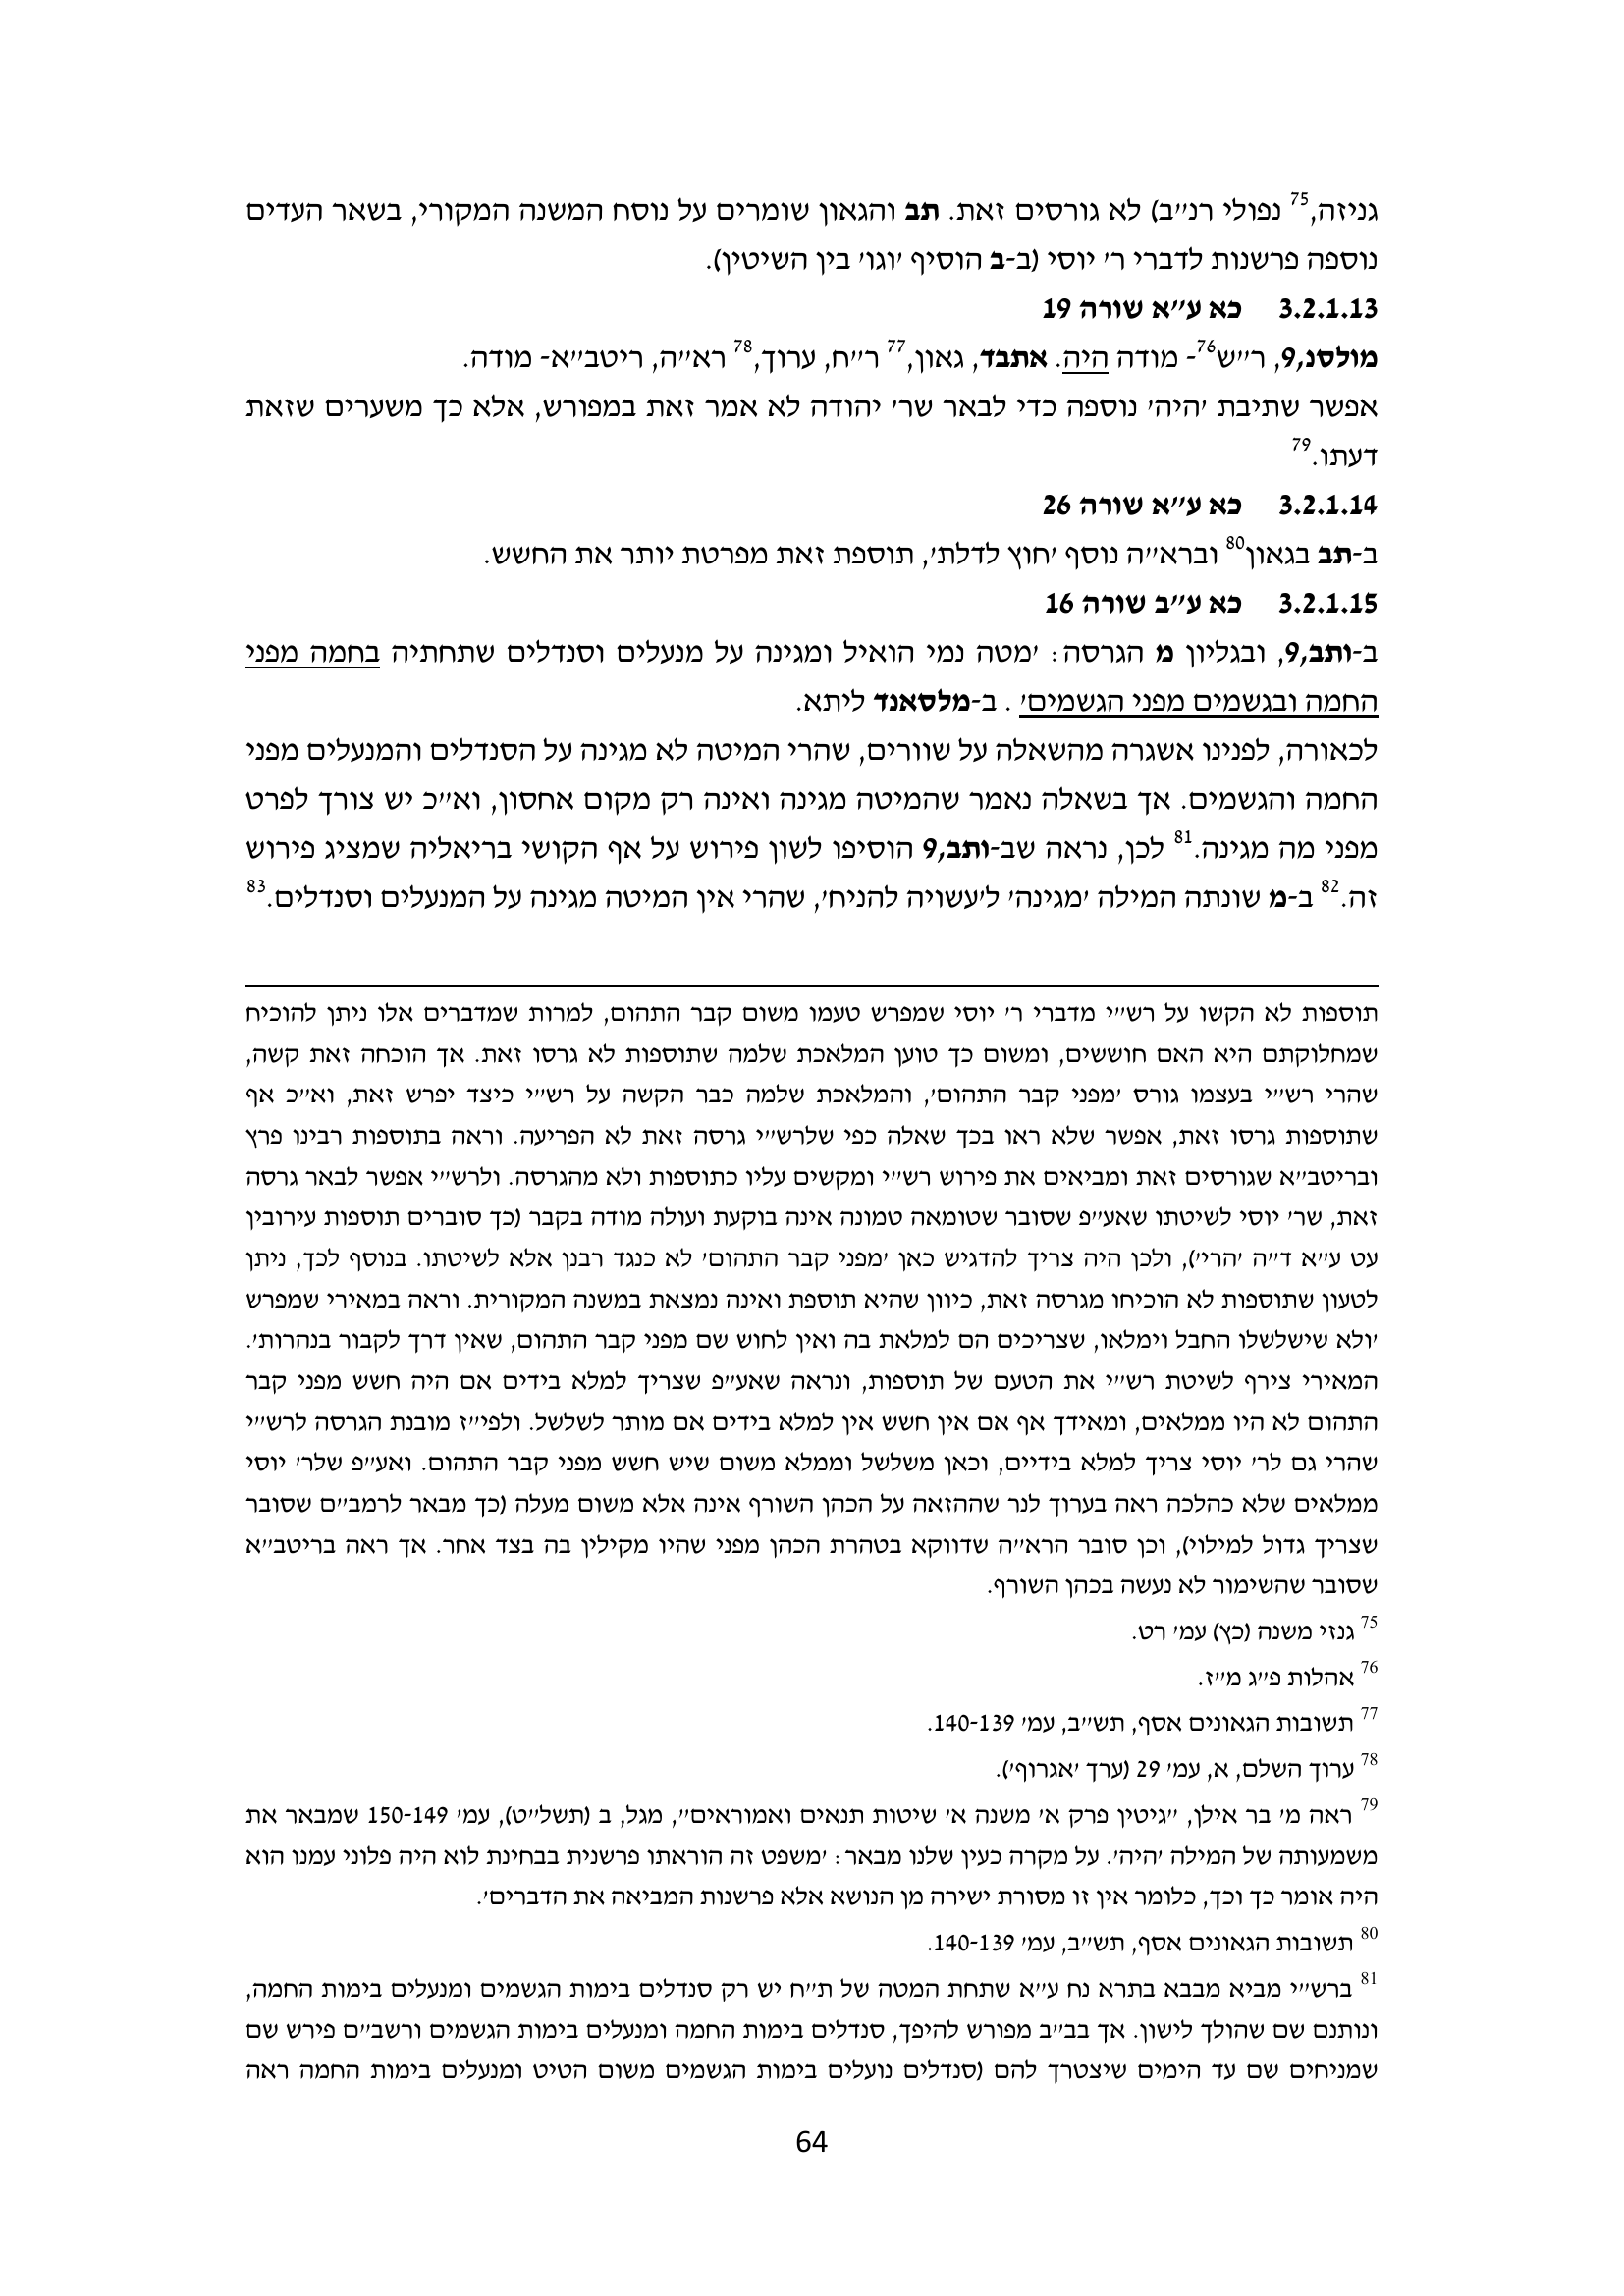 גניזה,75 נפולי רנ״ב) לא גורסים זאת. תב והגאון שומרים על נוסח המשנה המקורי, בשאר העדים
נוספה פרשנות לדברי ר׳ יוסי (ב-ב הוסיף ׳וגו׳ בין השיטין).
3.2.1.13 כא ע״א שורה 19
מולסנ,9, ר״ש76- מודה היה. אתבד, גאון,77 ר״ח, ערוך,78 רא״ה, ריטב״א- מודה.
אפשר שתיבת ׳היה׳ נוספה כדי לבאר שר׳ יהודה לא אמר זאת במפורש, אלא כך משערים שזאת
דעתו.79
3.2.1.14 כא ע״א שורה 26
ב-תב בגאון80 וברא״ה נוסף ׳חוץ לדלת׳, תוספת זאת מפרטת יותר את החשש.
3.2.1.15 כא ע״ב שורה 16
ב-ותב,9, ובגליון מ הגרסה: ׳מטה נמי הואיל ומגינה על מנעלים וסנדלים שתחתיה בחמה מפני
החמה ובגשמים מפני הגשמים׳ . ב-מלסאנד ליתא.
לכאורה, לפנינו אשגרה מהשאלה על שוורים, שהרי המיטה לא מגינה על הסנדלים והמנעלים מפני
החמה והגשמים. אך בשאלה נאמר שהמיטה מגינה ואינה רק מקום אחסון, וא״כ יש צורך לפרט
מפני מה מגינה.81 לכן, נראה שב-ותב,9 הוסיפו לשון פירוש על אף הקושי בריאליה שמציג פירוש
זה.82 ב-מ שונתה המילה ׳מגינה׳ ל׳עשויה להניח׳, שהרי אין המיטה מגינה על המנעלים וסנדלים.83
תוספות לא הקשו על רש״י מדברי ר׳ יוסי שמפרש טעמו משום קבר התהום, למרות שמדברים אלו ניתן להוכיח
שמחלוקתם היא האם חוששים, ומשום כך טוען המלאכת שלמה שתוספות לא גרסו זאת. אך הוכחה זאת קשה,
שהרי רש״י בעצמו גורס ׳מפני קבר התהום׳, והמלאכת שלמה כבר הקשה על רש״י כיצד יפרש זאת, וא״כ אף
שתוספות גרסו זאת, אפשר שלא ראו בכך שאלה כפי שלרש״י גרסה זאת לא הפריעה. וראה בתוספות רבינו פרץ
ובריטב״א שגורסים זאת ומביאים את פירוש רש״י ומקשים עליו כתוספות ולא מהגרסה. ולרש״י אפשר לבאר גרסה
זאת, שר׳ יוסי לשיטתו שאע״פ שסובר שטומאה טמונה אינה בוקעת ועולה מודה בקבר (כך סוברים תוספות עירובין
עט ע״א ד״ה ׳הרי׳), ולכן היה צריך להדגיש כאן ׳מפני קבר התהום׳ לא כנגד רבנן אלא לשיטתו. בנוסף לכך, ניתן
לטעון שתוספות לא הוכיחו מגרסה זאת, כיוון שהיא תוספת ואינה נמצאת במשנה המקורית. וראה במאירי שמפרש
׳ולא שישלשלו החבל וימלאו, שצריכים הם למלאת בה ואין לחוש שם מפני קבר התהום, שאין דרך לקבור בנהרות׳.
המאירי צירף לשיטת רש״י את הטעם של תוספות, ונראה שאע״פ שצריך למלא בידים אם היה חשש מפני קבר
התהום לא היו ממלאים, ומאידך אף אם אין חשש אין למלא בידים אם מותר לשלשל. ולפי״ז מובנת הגרסה לרש״י
שהרי גם לר׳ יוסי צריך למלא בידיים, וכאן משלשל וממלא משום שיש חשש מפני קבר התהום. ואע״פ שלר׳ יוסי
ממלאים שלא כהלכה ראה בערוך לנר שההזאה על הכהן השורף אינה אלא משום מעלה (כך מבאר לרמב״ם שסובר
שצריך גדול למילוי), וכן סובר הרא״ה שדווקא בטהרת הכהן מפני שהיו מקילין בה בצד אחר. אך ראה בריטב״א
שסובר שהשימור לא נעשה בכהן השורף.
75 גנזי משנה (כץ) עמ׳ רט.
76 אהלות פ״ג מ״ז.
77 תשובות הגאונים אסף, תש״ב, עמ׳ 140-139.
78 ערוך השלם, א, עמ׳ 29 (ערך ׳אגרוף׳).
79 ראה מ׳ בר אילן, ״גיטין פרק א׳ משנה א׳ שיטות תנאים ואמוראים״, מגל, ב (תשל״ט), עמ׳ 150-149 שמבאר את
משמעותה של המילה ׳היה׳. על מקרה כעין שלנו מבאר: ׳משפט זה הוראתו פרשנית בבחינת לוא היה פלוני עמנו הוא
היה אומר כך וכך, כלומר אין זו מסורת ישירה מן הנושא אלא פרשנות המביאה את הדברים׳.
80 תשובות הגאונים אסף, תש״ב, עמ׳ 140-139.
81 ברש״י מביא מבבא בתרא נח ע״א שתחת המטה של ת״ח יש רק סנדלים בימות הגשמים ומנעלים בימות החמה,
ונותנם שם שהולך לישון. אך בב״ב מפורש להיפך, סנדלים בימות החמה ומנעלים בימות הגשמים ורשב״ם פירש שם
שמניחים שם עד הימים שיצטרך להם (סנדלים נועלים בימות הגשמים משום הטיט ומנעלים בימות החמה ראה
64